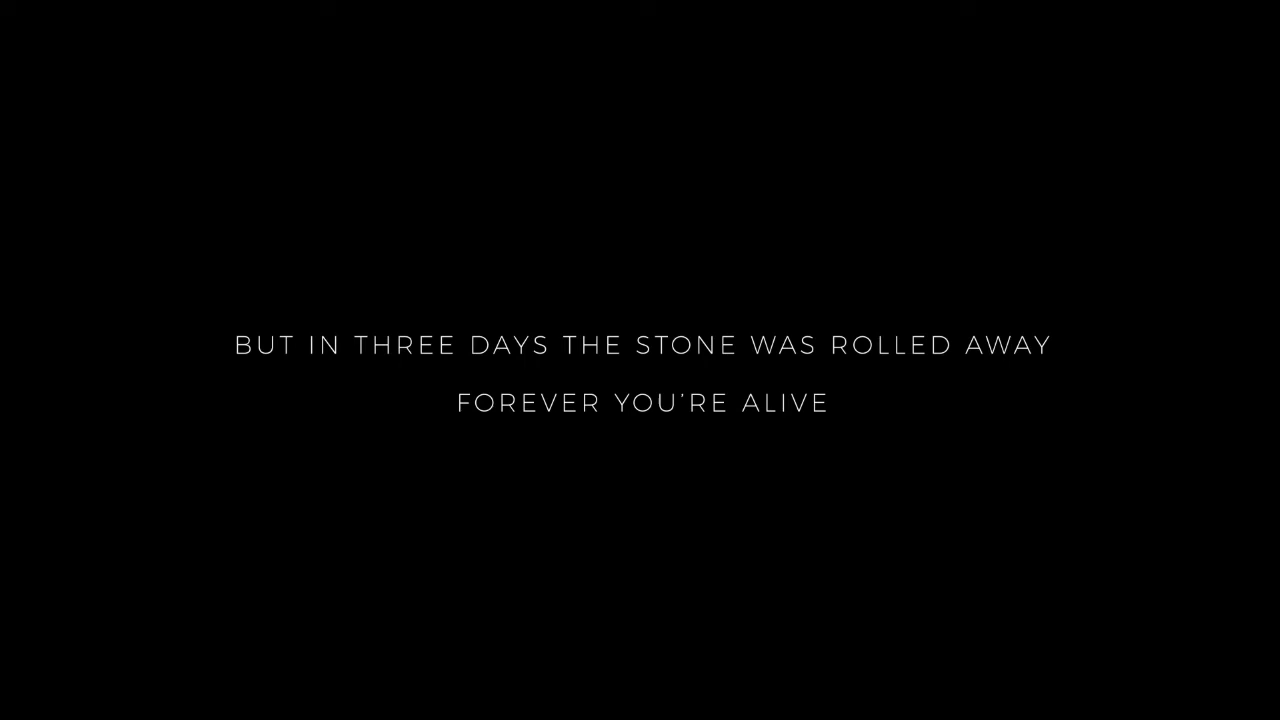 BUT IN THREE DAYS THE STONE WAS ROLLED AWAY
FOREVER YOU’RE ALIVE